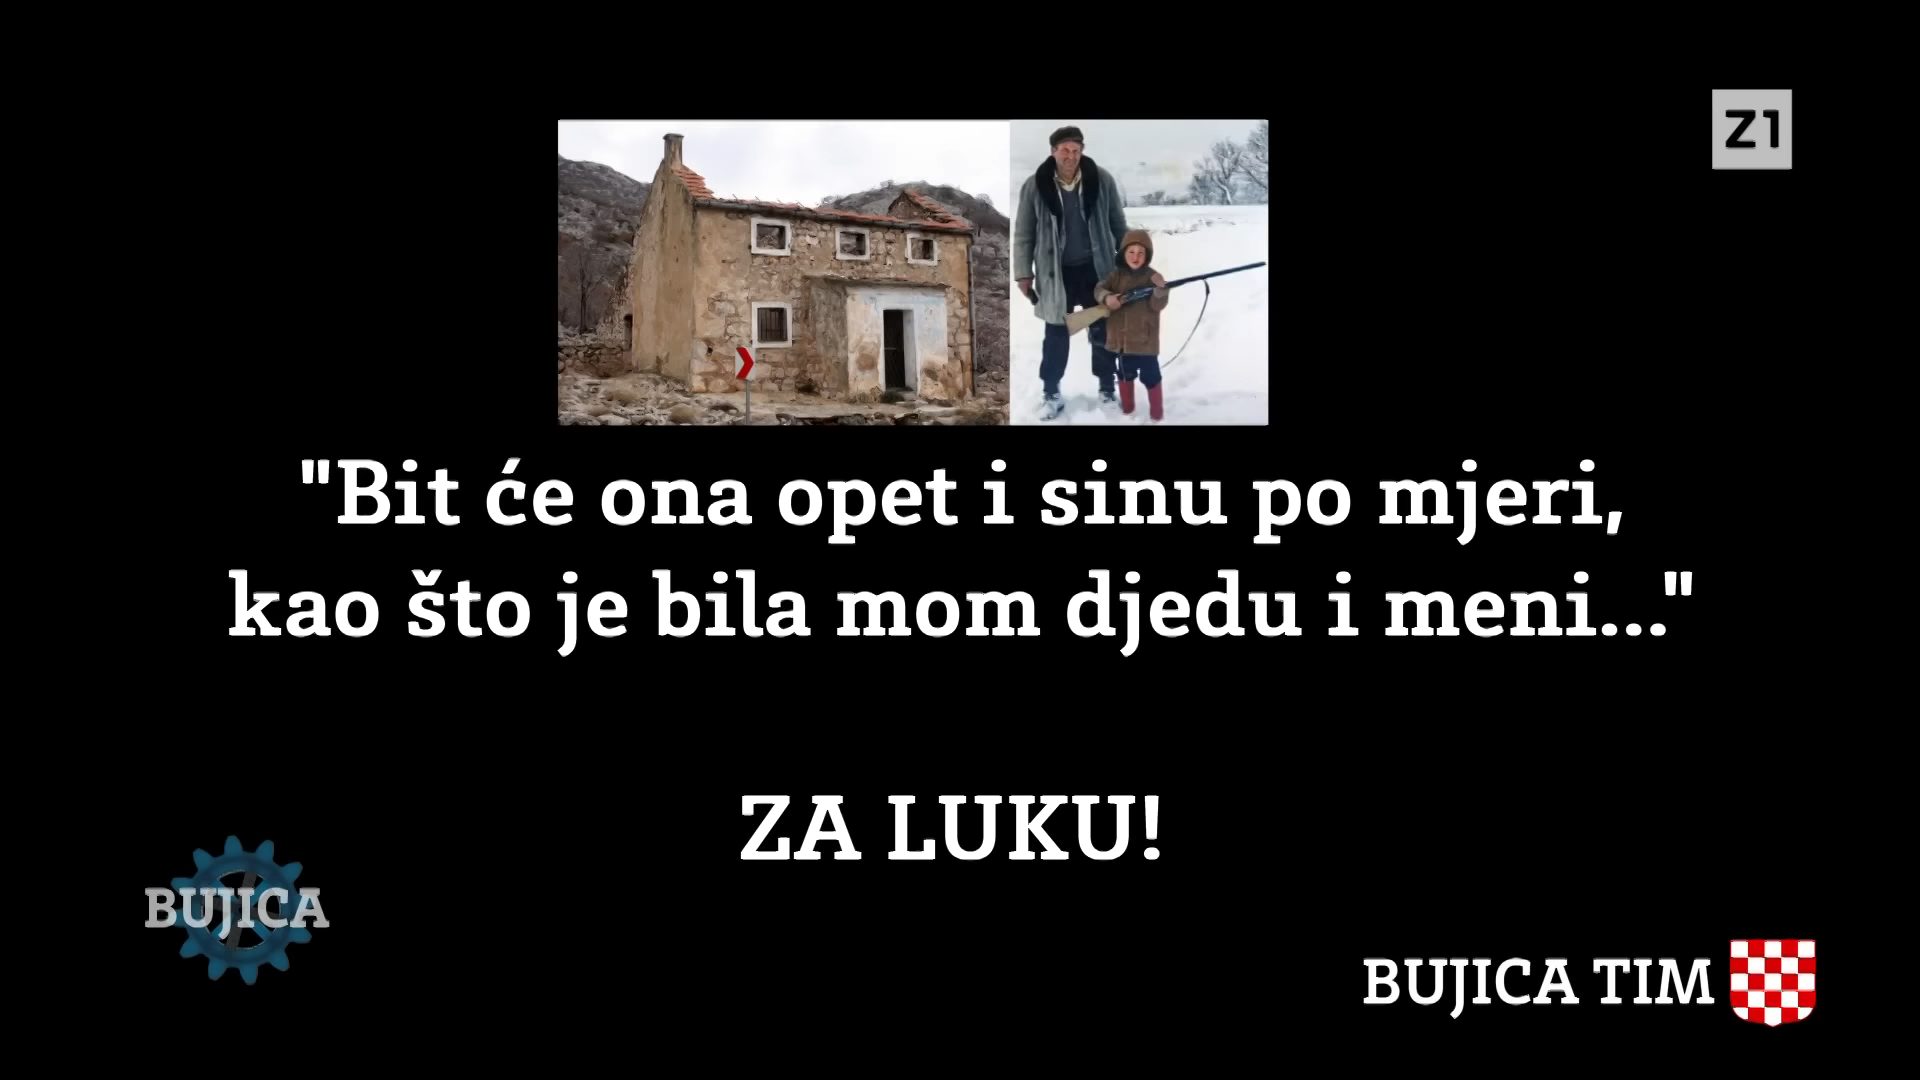 Z1
"Bit će ona opet i sinu po mjeri,
kao što je bila mom djedu i meni..."
ZA LUKU!
BUJICA
BUJICA TIM